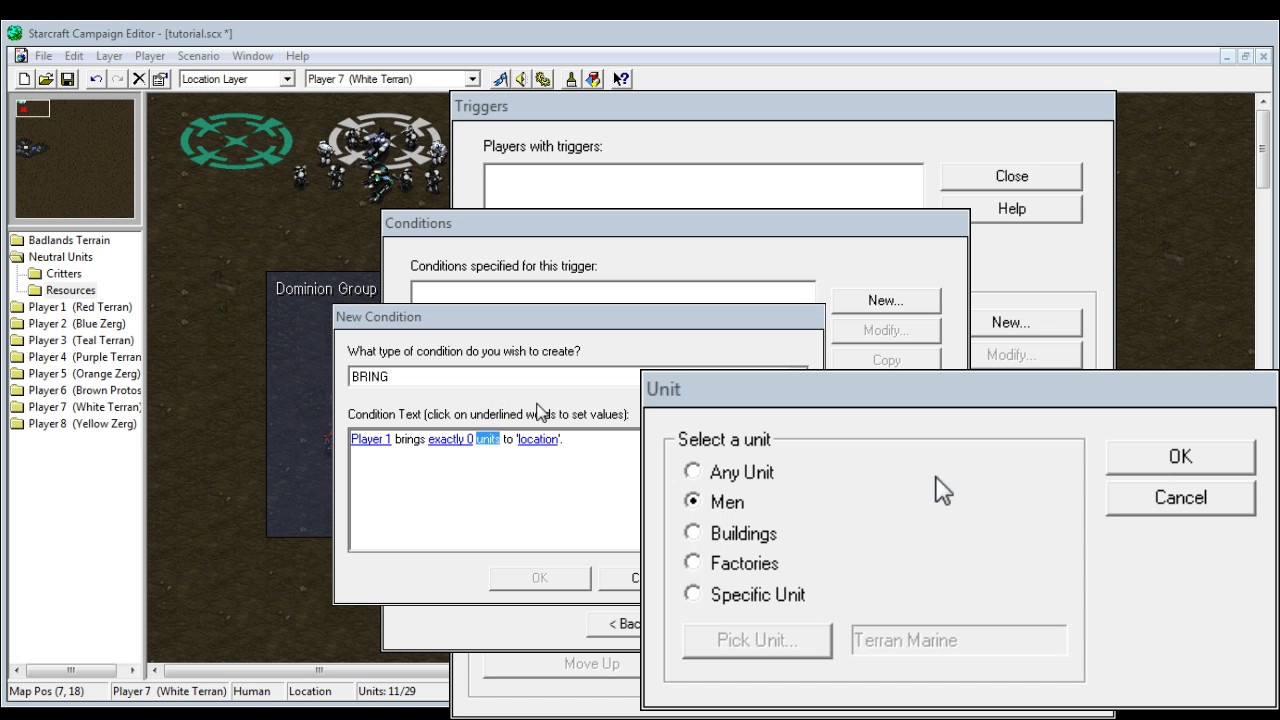 Starcraft Campaign Editor - [tutorial.scx *]
File Edit Layer Player Scenario Window Help
Location Layer Player 7 (White Terran)
Badlands Terrain
Neutral Units
Critters
Resources
Player 1 (Red Terran)
Player 2 (Blue Zerg)
Player 3 (Teal Terran)
Player 4 (Purple Terran
Player 5 (Orange Zerg)
Player 6 (Brown Protos
Player 7 (White Terran)
Player 8 (Yellow Zerg)
Dominion Group
Triggers
Players with triggers:
Close
Help
New...
Modify...
Move Up
Conditions
Conditions specified for this trigger:
New...
Modify...
Copy
< Bac
New Condition
What type of condition do you wish to create?
BRING
Condition Text (click on underlined words to set values):
Player 1 brings exactly 0 units to 'location'.
OK C
Unit
Select a unit
Any Unit
Men
Buildings
Factories
Specific Unit
Pick Unit... Terran Marine
OK
Cancel
Map Pos (7, 18) Player 7 (White Terran) Human Location Units: 11/29